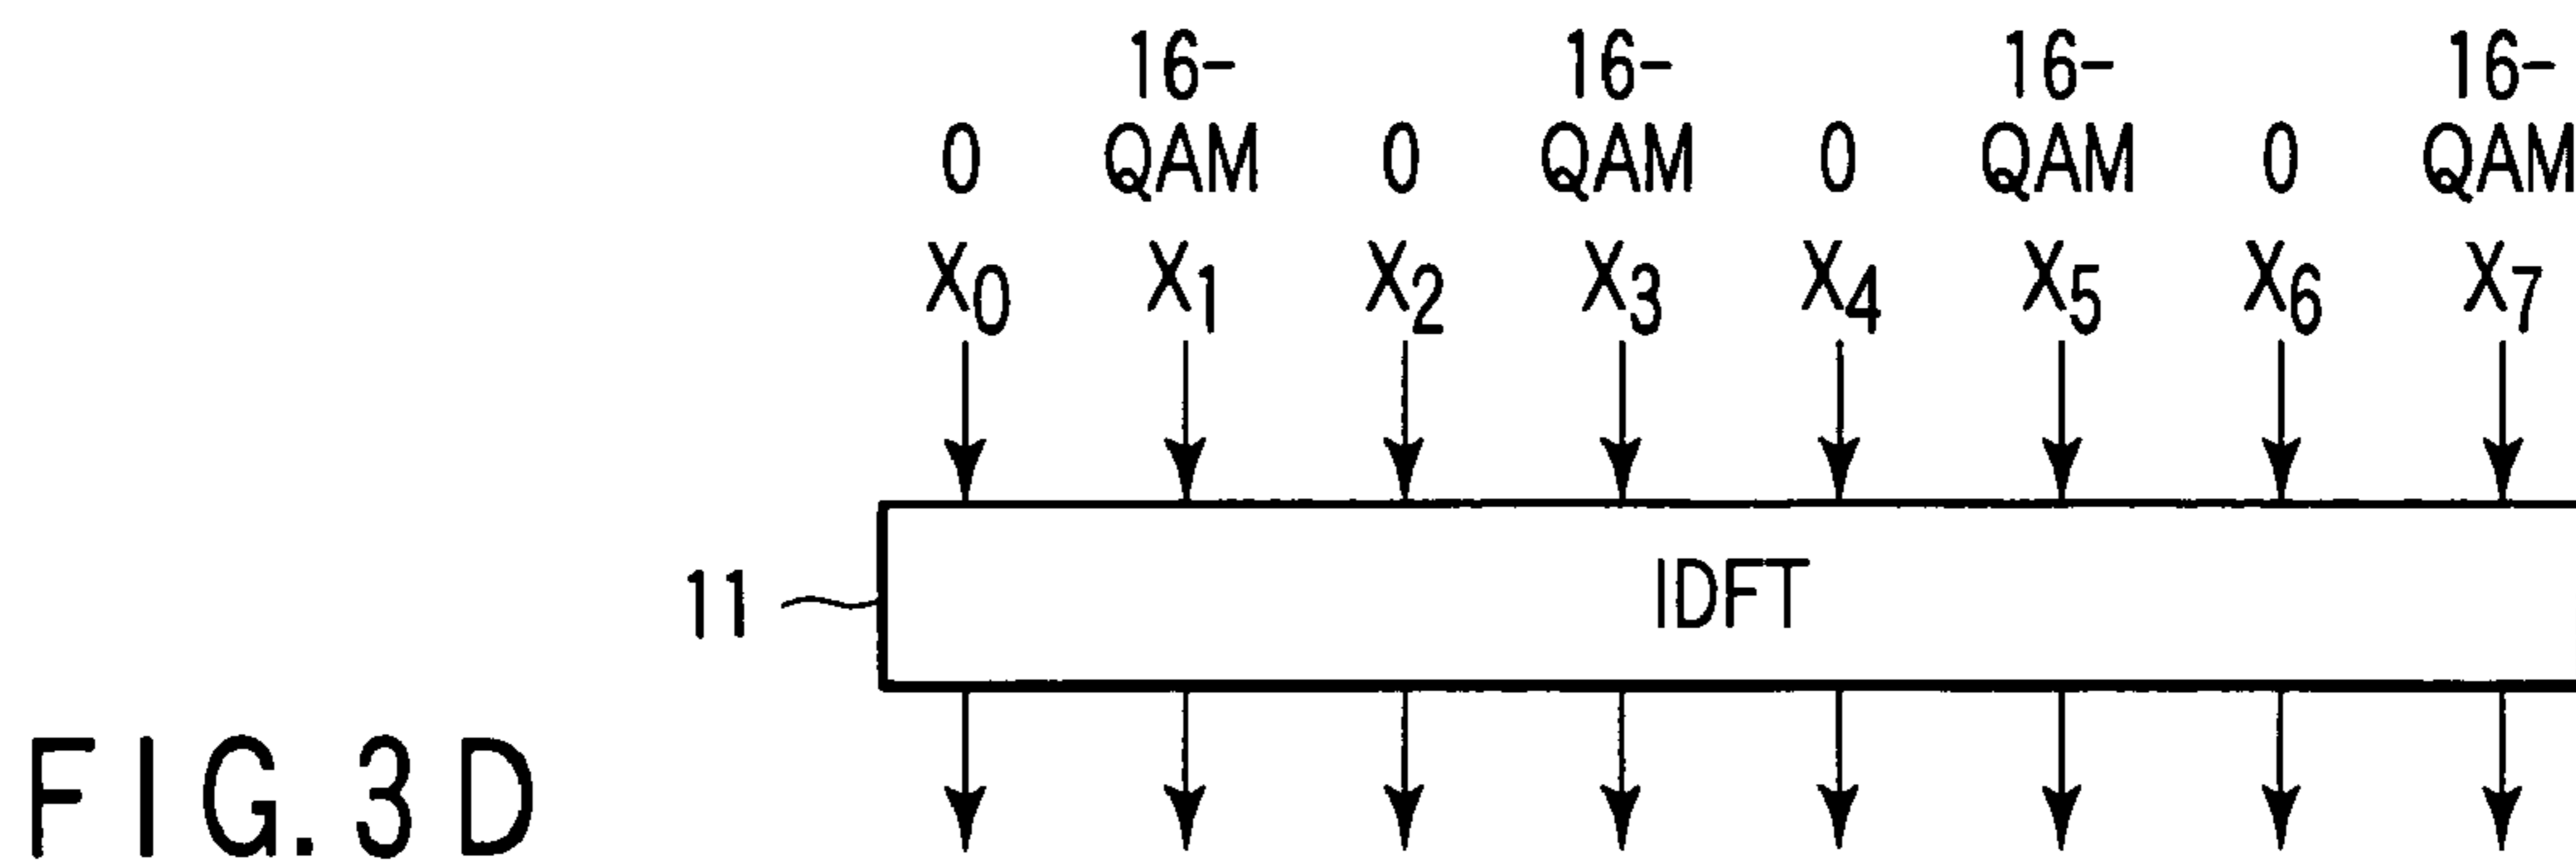 16- 16- 16- 16-
0 QAM 0 QAM 0 QAM 0 QAM
X0 X1 X2 X3 X4 X5 X6 X7
11 IDFT
FIG. 3D